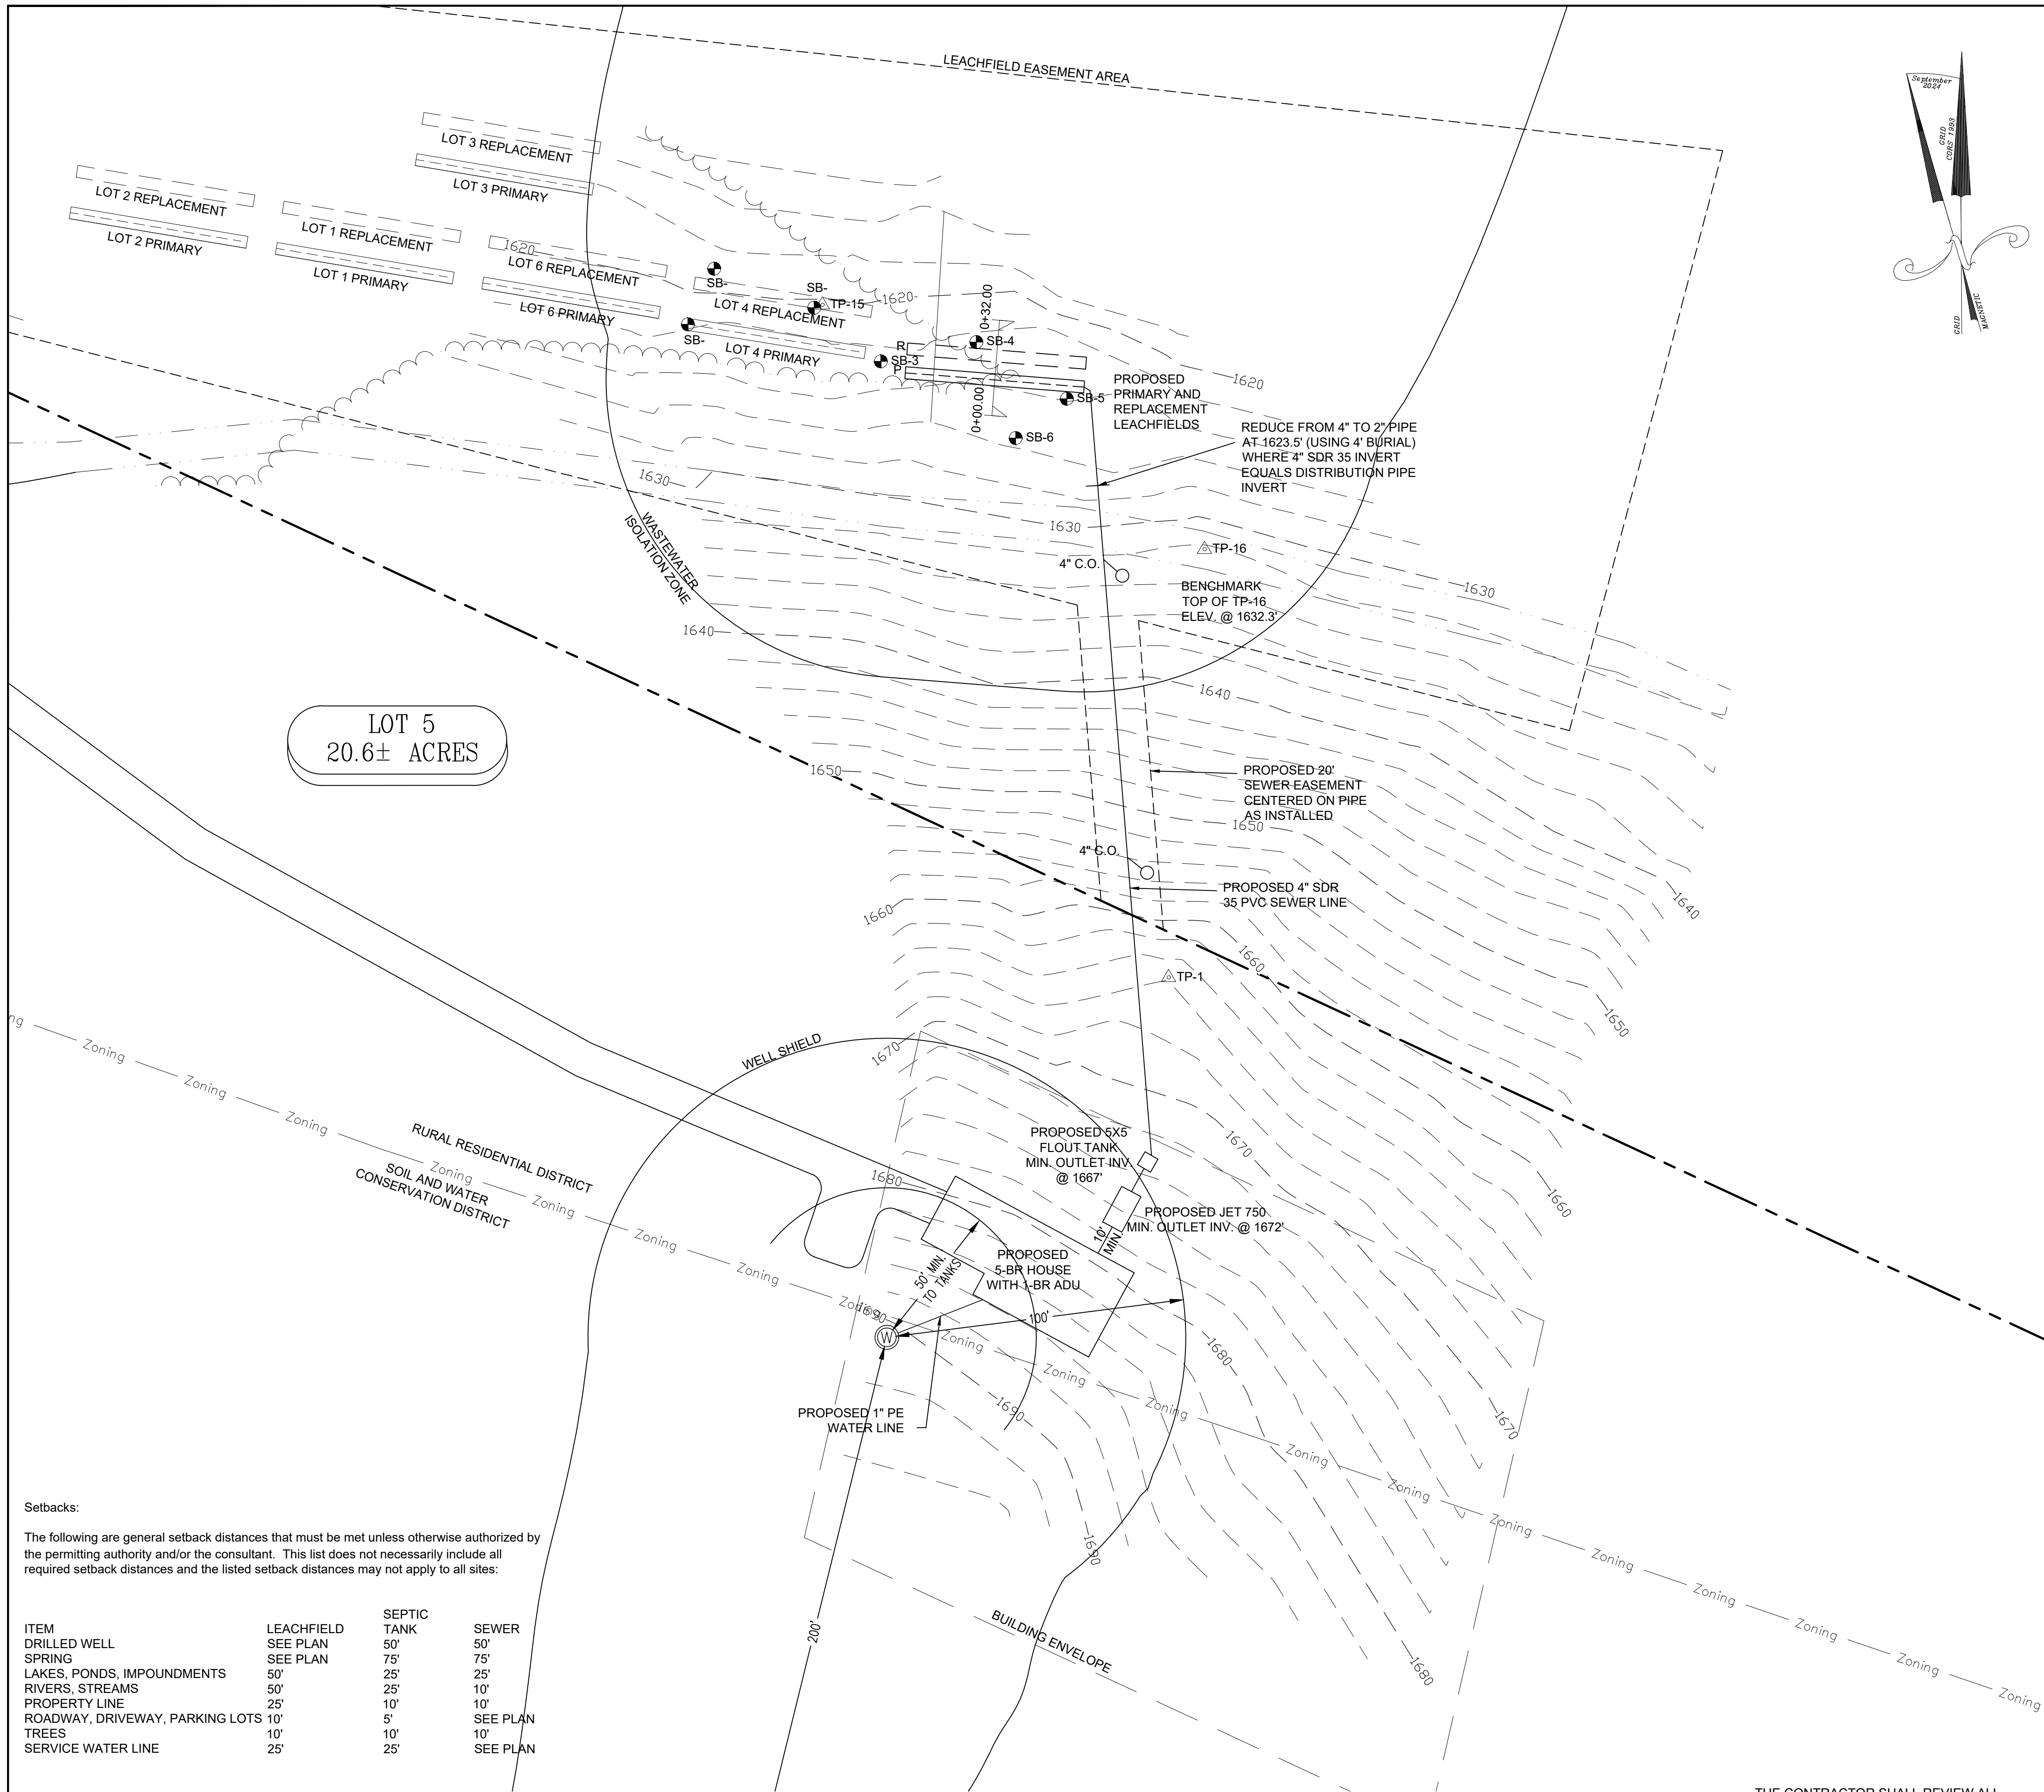 LEACHFIELD EASEMENT AREA
September
2024
GRID
CORS 1993
GRID
MAGNETIC
LOT 3 REPLACEMENT
LOT 3 PRIMARY
LOT 2 REPLACEMENT
LOT 2 PRIMARY
LOT 1 REPLACEMENT
LOT 1 PRIMARY
1620
LOT 6 REPLACEMENT
LOT 6 PRIMARY
SB-
SB-
TP-15
1620
LOT 4 REPLACEMENT
SB-
LOT 4 PRIMARY
0+32.00
SB-4
R
SB-3
P
0+00.00
SB-5
SB-6
1620
PROPOSED
PRIMARY AND
REPLACEMENT
LEACHFIELDS
REDUCE FROM 4" TO 2" PIPE
AT 1623.5' (USING 4' BURIAL)
WHERE 4" SDR 35 INVERT
EQUALS DISTRIBUTION PIPE
INVERT
1630
WASTEWATER
ISOLATION ZONE
1630
TP-16
4" C.O.
BENCHMARK
TOP OF TP-16
ELEV. @ 1632.3'
1630
1640
1640
LOT 5
20.6± ACRES
1650
PROPOSED 20'
SEWER EASEMENT
CENTERED ON PIPE
AS INSTALLED
1650
4" C.O.
PROPOSED 4" SDR
35 PVC SEWER LINE
1640
1660
1660
TP-1
1650
1670
WELL SHIELD
ng
Zoning
Zoning
Zoning
RURAL RESIDENTIAL DISTRICT
Zoning
SOIL AND WATER
CONSERVATION DISTRICT
Zoning
Zoning
Zoning
Zoning
PROPOSED 5X5
FLOUT TANK
MIN. OUTLET INV.
@ 1667'
1670
1680
PROPOSED JET 750
MIN. OUTLET INV. @ 1672'
10'
MIN.
1660
50' MIN.
TO TANKS
PROPOSED
5-BR HOUSE
WITH 1-BR ADU
1690
100'
W
Zoning
Zoning
Zoning
1680
1690
1670
PROPOSED 1" PE
WATER LINE
Zoning
Zoning
Zoning
Zoning
Zoning
Zoning
Zoning
Zoning
1690
1680
200'
BUILDING ENVELOPE
Setbacks:
The following are general setback distances that must be met unless otherwise authorized by
the permitting authority and/or the consultant. This list does not necessarily include all
required setback distances and the listed setback distances may not apply to all sites:
SEPTIC
ITEM LEACHFIELD TANK SEWER
DRILLED WELL SEE PLAN 50' 50'
SPRING SEE PLAN 75' 75'
LAKES, PONDS, IMPOUNDMENTS 50' 25' 25'
RIVERS, STREAMS 50' 25' 10'
PROPERTY LINE 25' 10' 10'
ROADWAY, DRIVEWAY, PARKING LOTS 10' 5' SEE PLAN
TREES 10' 10' 10'
SERVICE WATER LINE 25' 25' SEE PLAN
THE CONTRACTOR SHALL REVIEW ALL